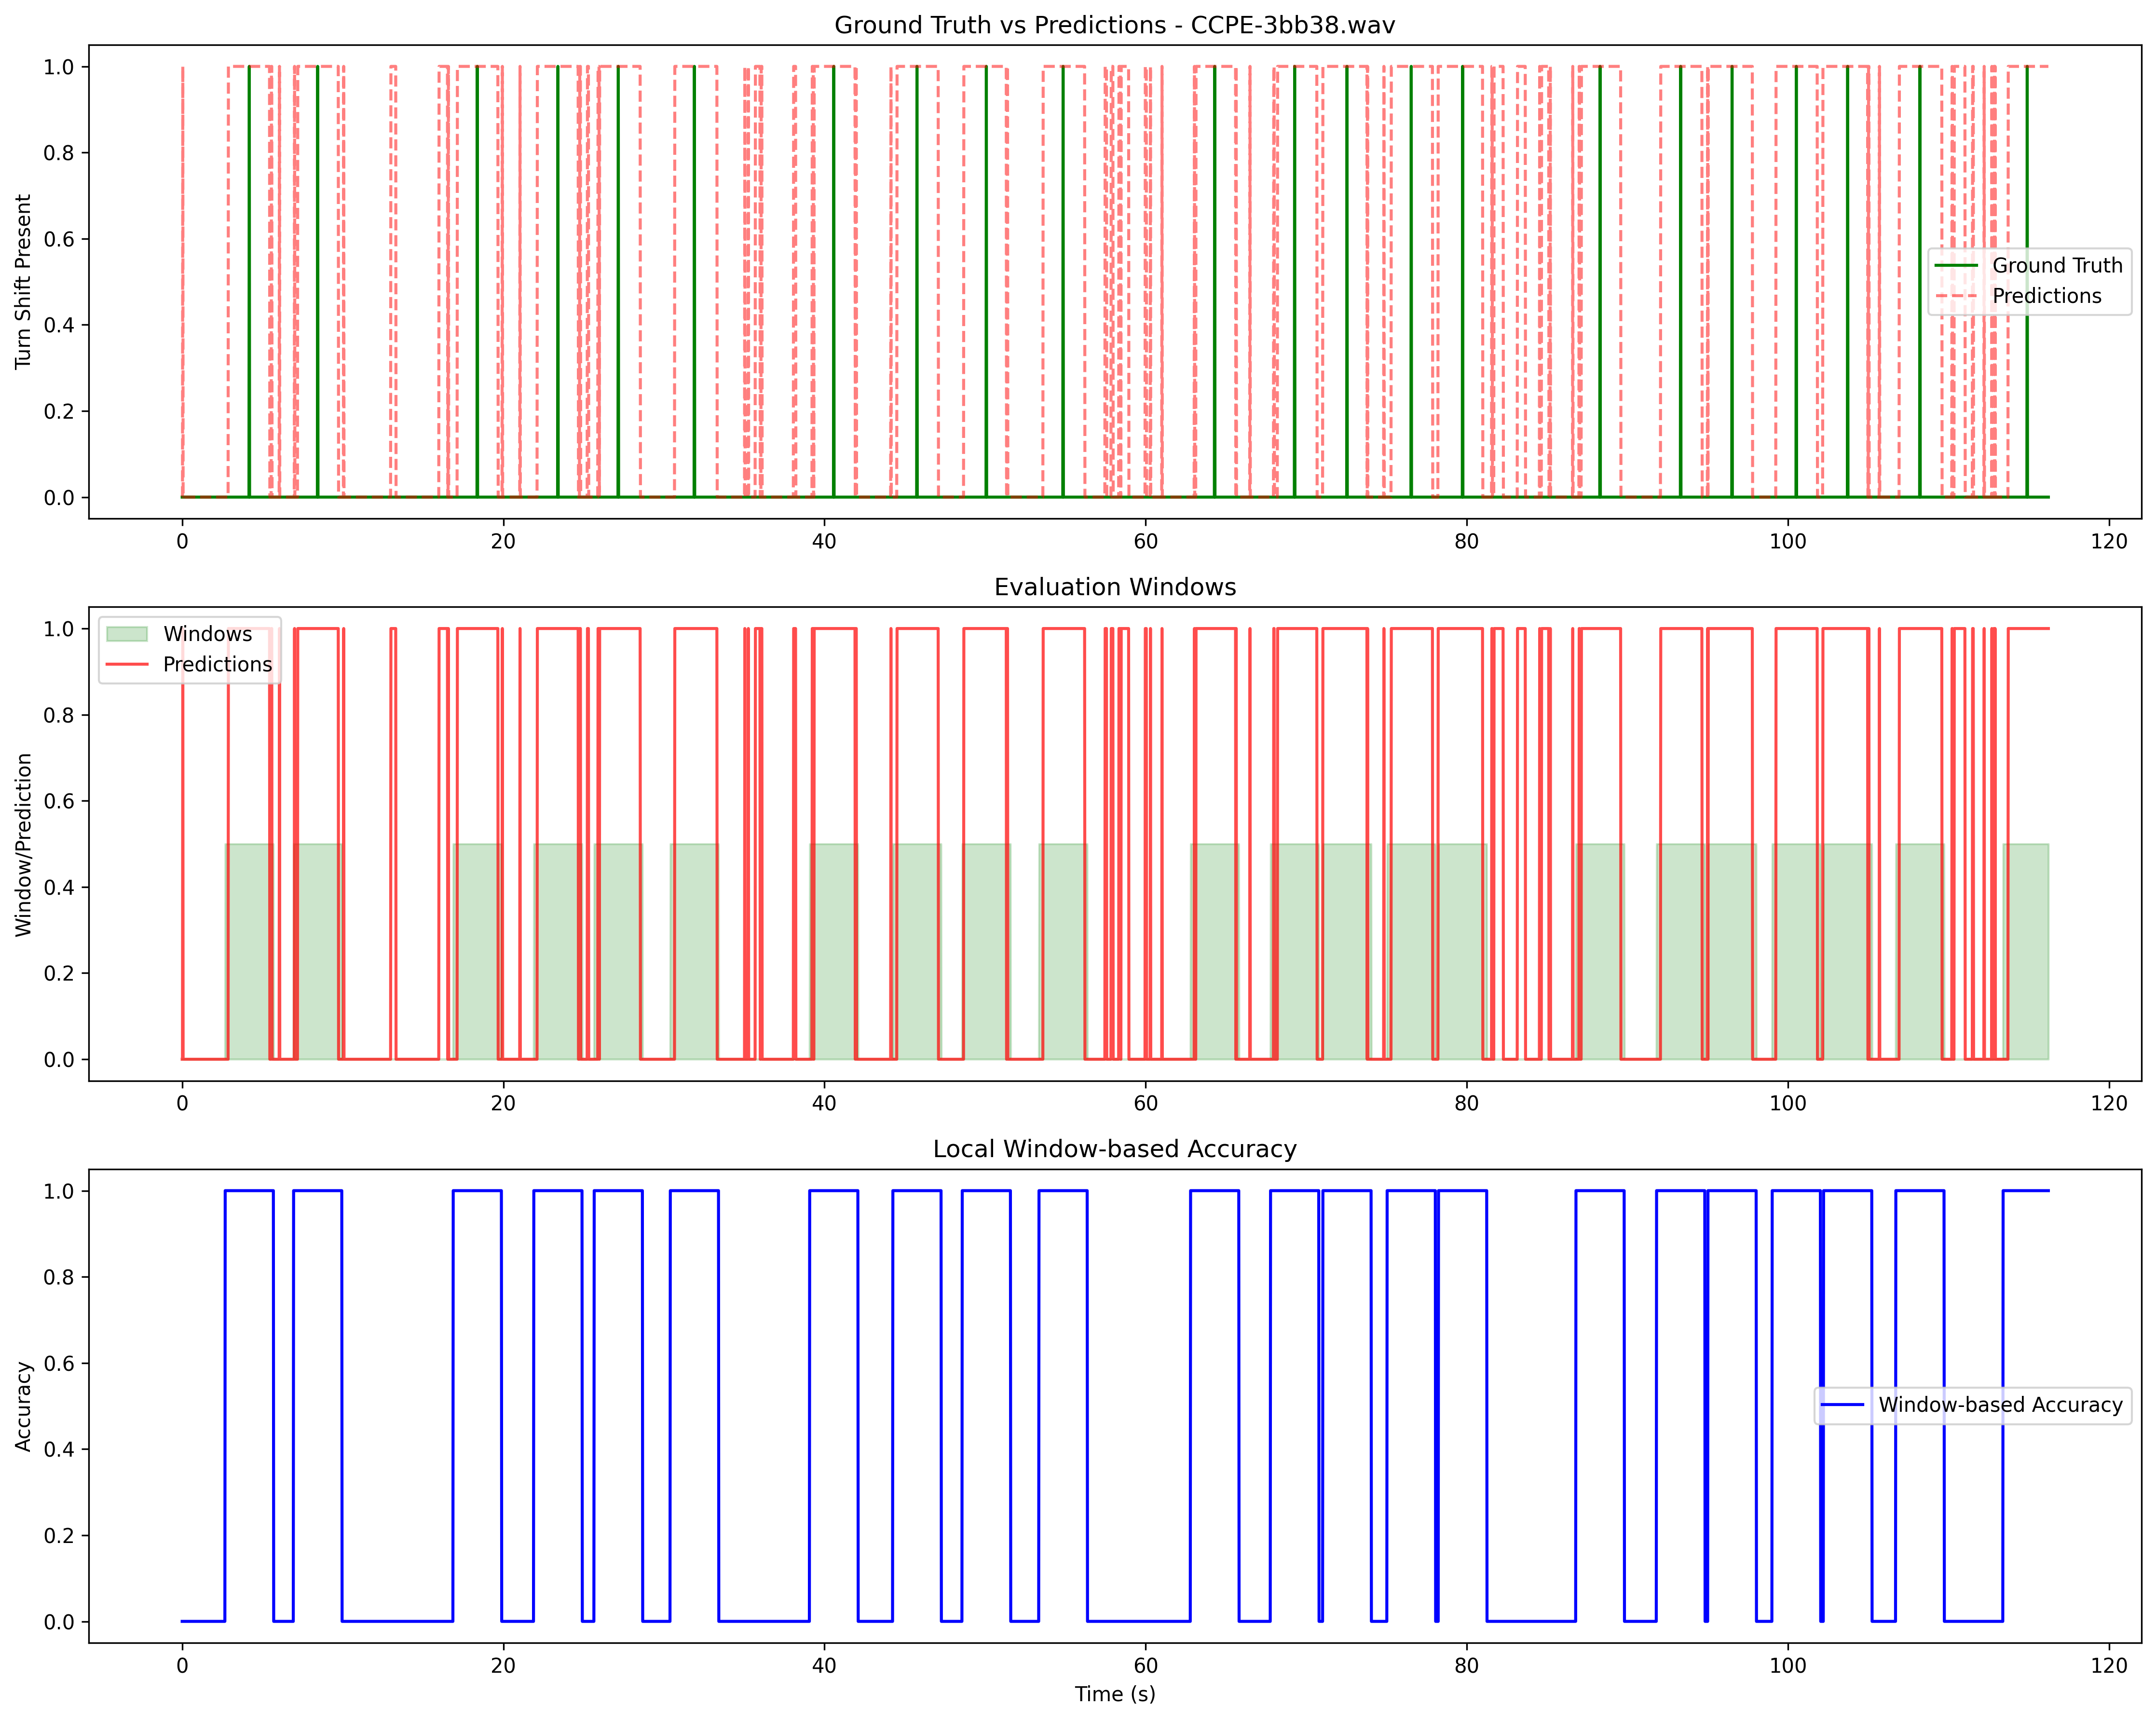 Ground Truth vs Predictions - CCPE-3bb38.wav
1.0
0.8
0.6
0.4
0.2
0.0
Turn Shift Present
Ground Truth
Predictions
0 20 40 60 80 100 120
Evaluation Windows
1.0
0.8
0.6
0.4
0.2
0.0
Window/Prediction
Windows
Predictions
0 20 40 60 80 100 120
Local Window-based Accuracy
1.0
0.8
0.6
0.4
0.2
0.0
Accuracy
Window-based Accuracy
0 20 40 60 80 100 120
Time (s)